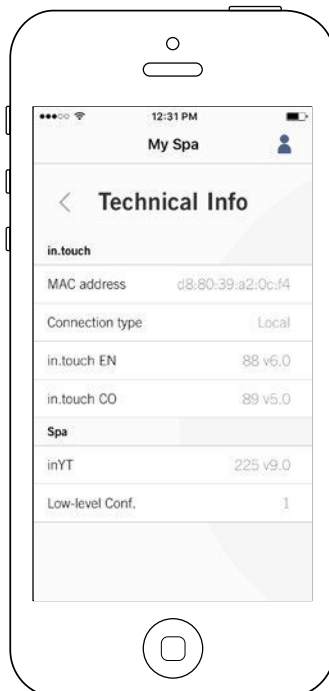 12:31 PM
My Spa
Technical Info
in.touch
MAC address d8:80:39:a2:0c:f4
Connection type Local
in.touch EN 88 v6.0
in.touch CO 89 v5.0
Spa
inYT 225 v9.0
Low-level Conf. 1